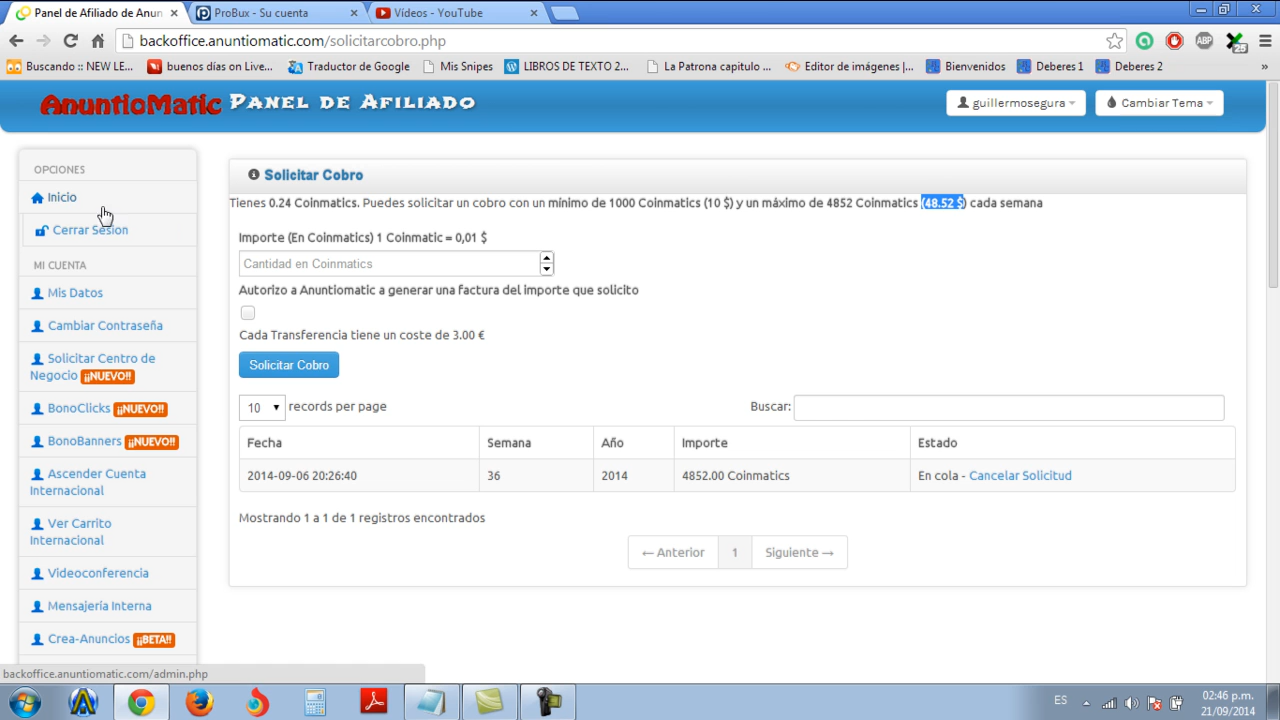 Panel de Afiliado de Anun
ProBux - Su cuenta
Vídeos - YouTube
backoffice.anuntiomatic.com/solicitarcobro.php
ABP
25
Buscando :: NEW LE...
buenos días on Live...
Traductor de Google
Mis Snipes
LIBROS DE TEXTO 2...
La Patrona capitulo ...
Editor de imágenes |...
Bienvenidos
Deberes 1
Deberes 2
»
AnuntioMatic Panel de Afiliado
guillermosegura
Cambiar Tema
OPCIONES
Inicio
Cerrar Sesion
MI CUENTA
Mis Datos
Cambiar Contraseña
Solicitar Centro de
Negocio ¡¡NUEVO!!
BonoClicks ¡¡NUEVO!!
BonoBanners ¡¡NUEVO!!
Ascender Cuenta
Internacional
Ver Carrito
Internacional
Videoconferencia
Mensajería Interna
Crea-Anuncios ¡¡BETA!!
Solicitar Cobro
Tienes 0.24 Coinmatics. Puedes solicitar un cobro con un mínimo de 1000 Coinmatics (10 $) y un máximo de 4852 Coinmatics (48.52 $) cada semana
Importe (En Coinmatics) 1 Coinmatic = 0,01 $
Cantidad en Coinmatics
Autorizo a Anuntiomatic a generar una factura del importe que solicito
Cada Transferencia tiene un coste de 3.00 €
Solicitar Cobro
10 records per page
Buscar:
Fecha Semana Año Importe Estado
2014-09-06 20:26:40 36 2014 4852.00 Coinmatics En cola - Cancelar Solicitud
Mostrando 1 a 1 de 1 registros encontrados
← Anterior 1 Siguiente →
backoffice.anuntiomatic.com/admin.php
ES
02:46 p.m.
21/09/2014